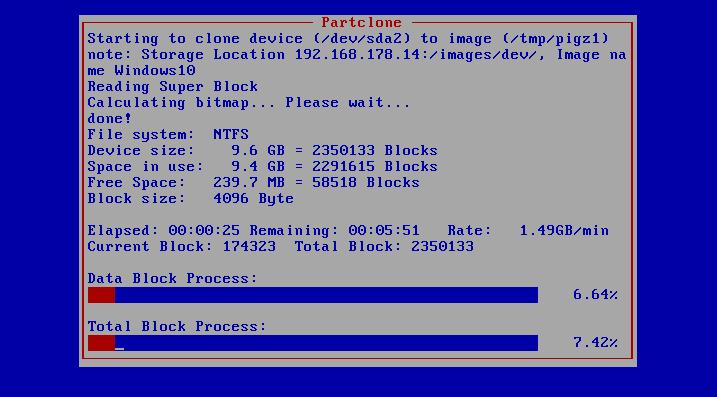 Partclone
Starting to clone device (/dev/sda2) to image (/tmp/pigz1)
note: Storage Location 192.168.178.14:/images/dev/, Image na
me Windows10
Reading Super Block
Calculating bitmap... Please wait...
done!
File system:  NTFS
Device size:    9.6 GB = 2350133 Blocks
Space in use:   9.4 GB = 2291615 Blocks
Free Space:   239.7 MB = 58518 Blocks
Block size:   4096 Byte
Elapsed: 00:00:25 Remaining: 00:05:51   Rate:   1.49GB/min
Current Block: 174323  Total Block: 2350133
Data Block Process:
6.64%
Total Block Process:
7.42%